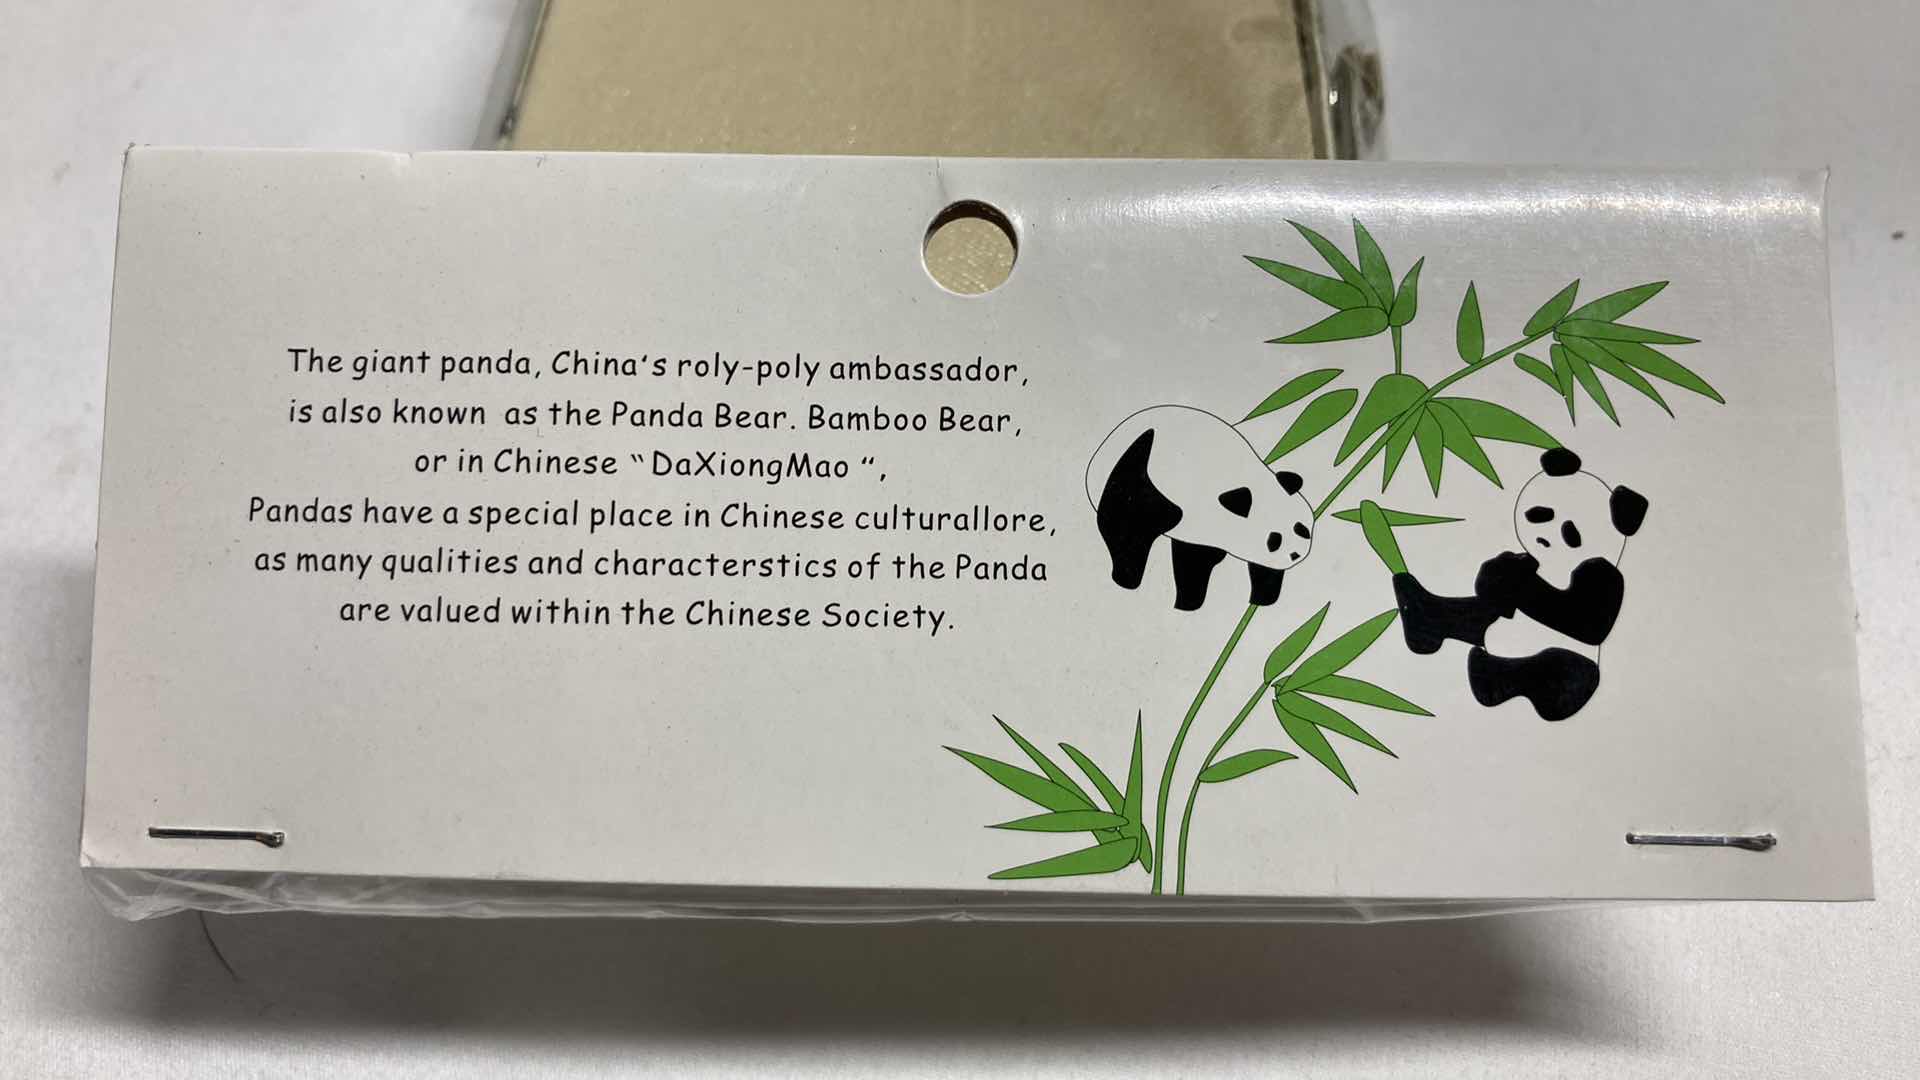 The giant panda, China's roly-poly ambassador,
is also known as the Panda Bear. Bamboo Bear,
or in Chinese "DaXiongMao ",
Pandas have a special place in Chinese culturallore,
as many qualities and characterstics of the Panda
are valued within the Chinese Society.